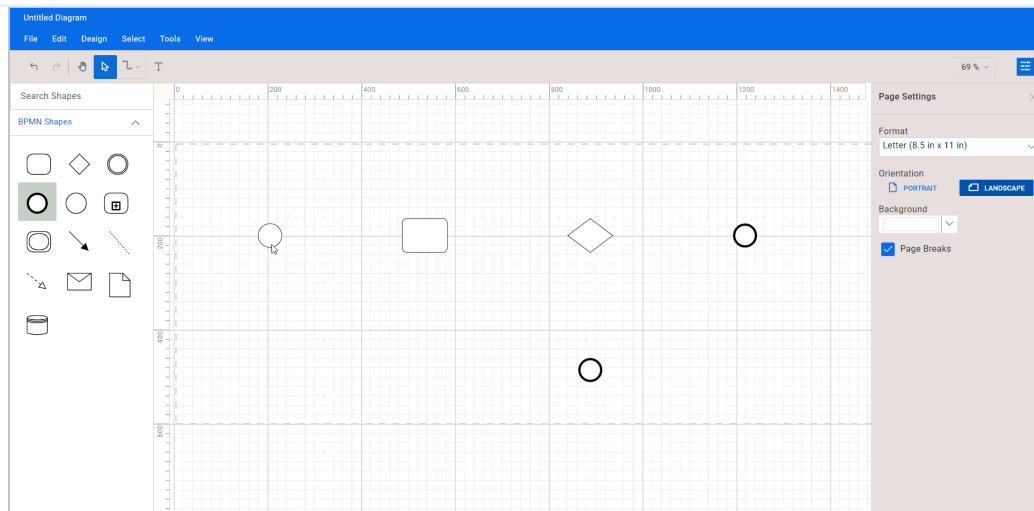 Untitled Diagram
File Edit Design Select Tools View
T
69 %
Search Shapes
BPMN Shapes
0 200 400 600 800 1000 1200 1400
0
200
400
600
Page Settings
Format
Letter (8.5 in x 11 in)
Orientation
PORTRAIT LANDSCAPE
Background
Page Breaks